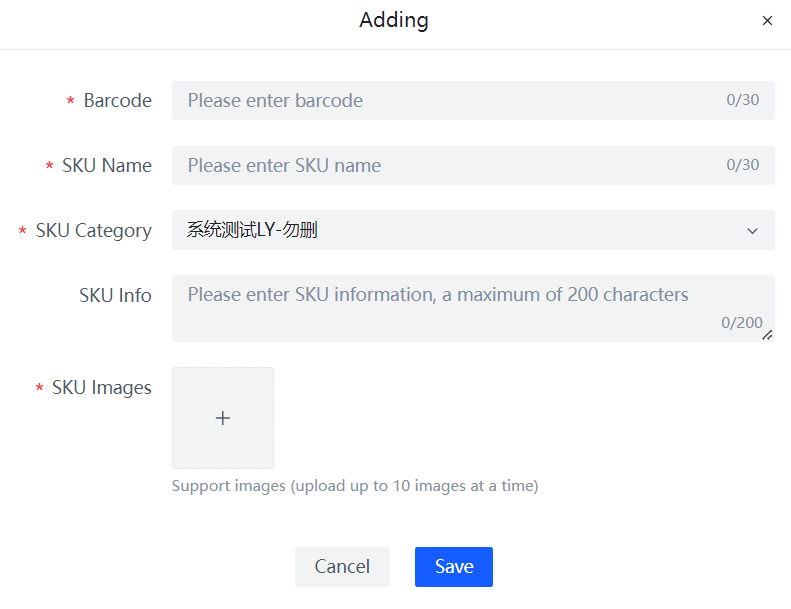 Adding
* Barcode
Please enter barcode
0/30
* SKU Name
Please enter SKU name
0/30
* SKU Category
系统测试LY-勿删
SKU Info
Please enter SKU information, a maximum of 200 characters
0/200
* SKU Images
Support images (upload up to 10 images at a time)
Cancel
Save